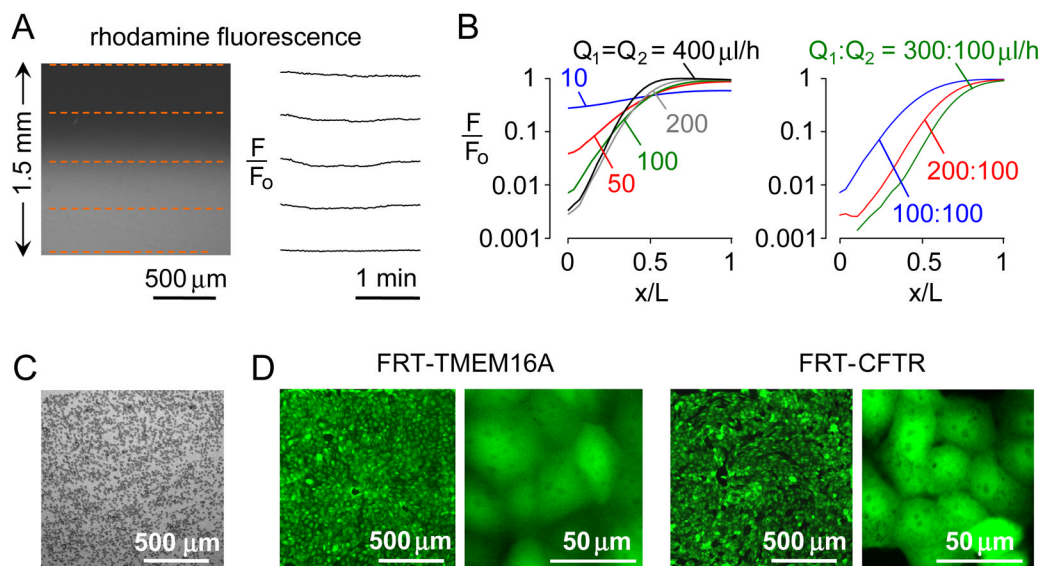 A
rhodamine fluorescence
1.5 mm
500 μm
F
Fo
1 min
B
Q1=Q2 = 400 μl/h
10
200
100
50
F
Fo
1
0.1
0.01
0.001
0
0.5
1
x/L
Q1:Q2 = 300:100 μl/h
200:100
100:100
1
0.1
0.01
0.001
0
0.5
1
x/L
C
500 μm
D
FRT-TMEM16A
500 μm
50 μm
FRT-CFTR
500 μm
50 μm